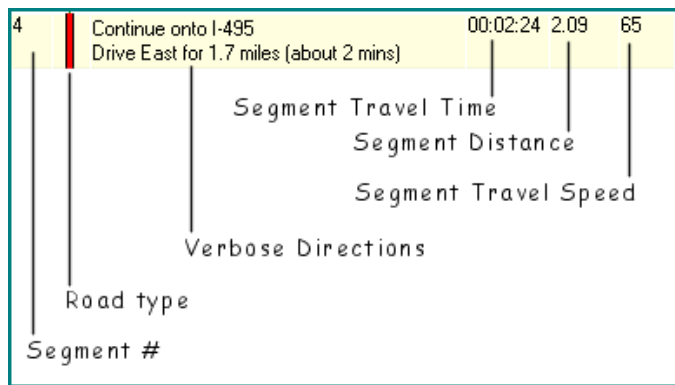 4 Continue onto I-495 00:02:24 2.09 65
Drive East for 1.7 miles (about 2 mins)
Segment Travel Time
Segment Distance
Segment Travel Speed
Verbose Directions
Road type
Segment #